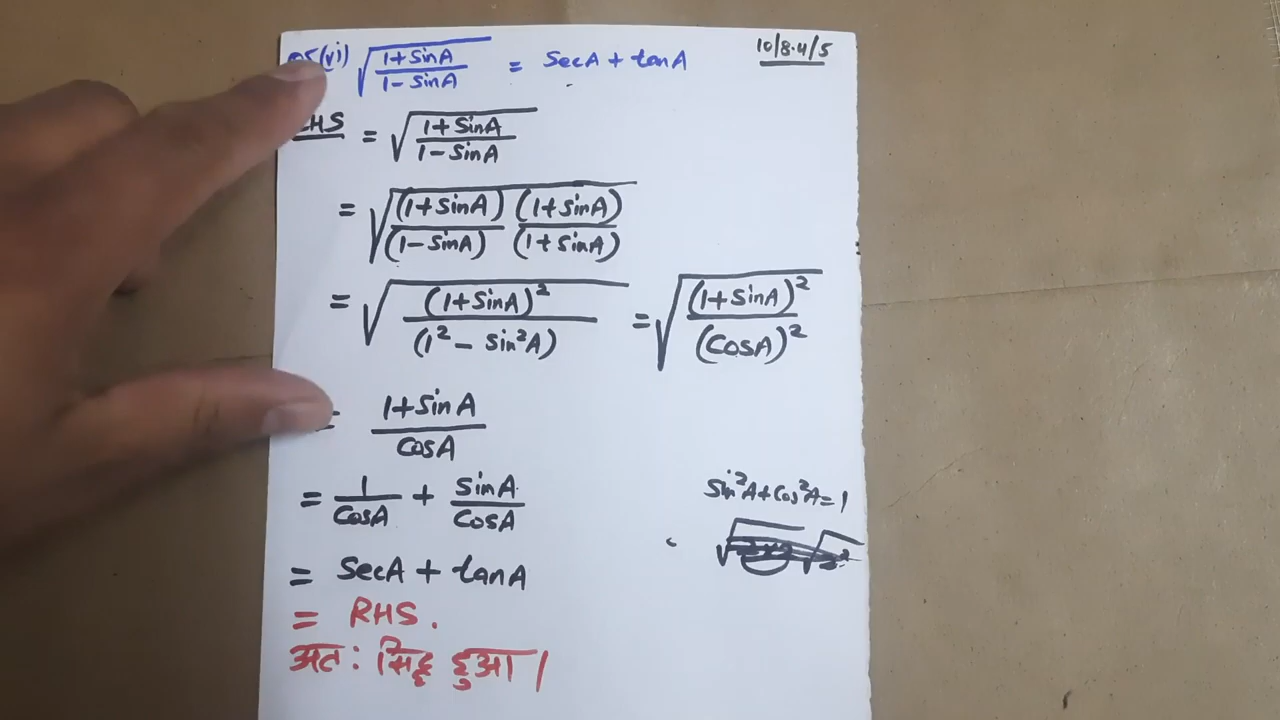 (vi) √((1+sinA)/(1-sinA)) = secA + tanA
10/8.4/5
HS = √((1+sinA)/(1-sinA))
= √((1+sinA)(1+sinA)/(1-sinA)(1+sinA))
= √((1+sinA)²/(1²-sin²A)) = √((1+sinA)²/(cosA)²)
= (1+sinA)/cosA
= 1/cosA + sinA/cosA
sin²A+cos²A=1
= secA + tanA
= RHS.
अतः सिद्ध हुआ।